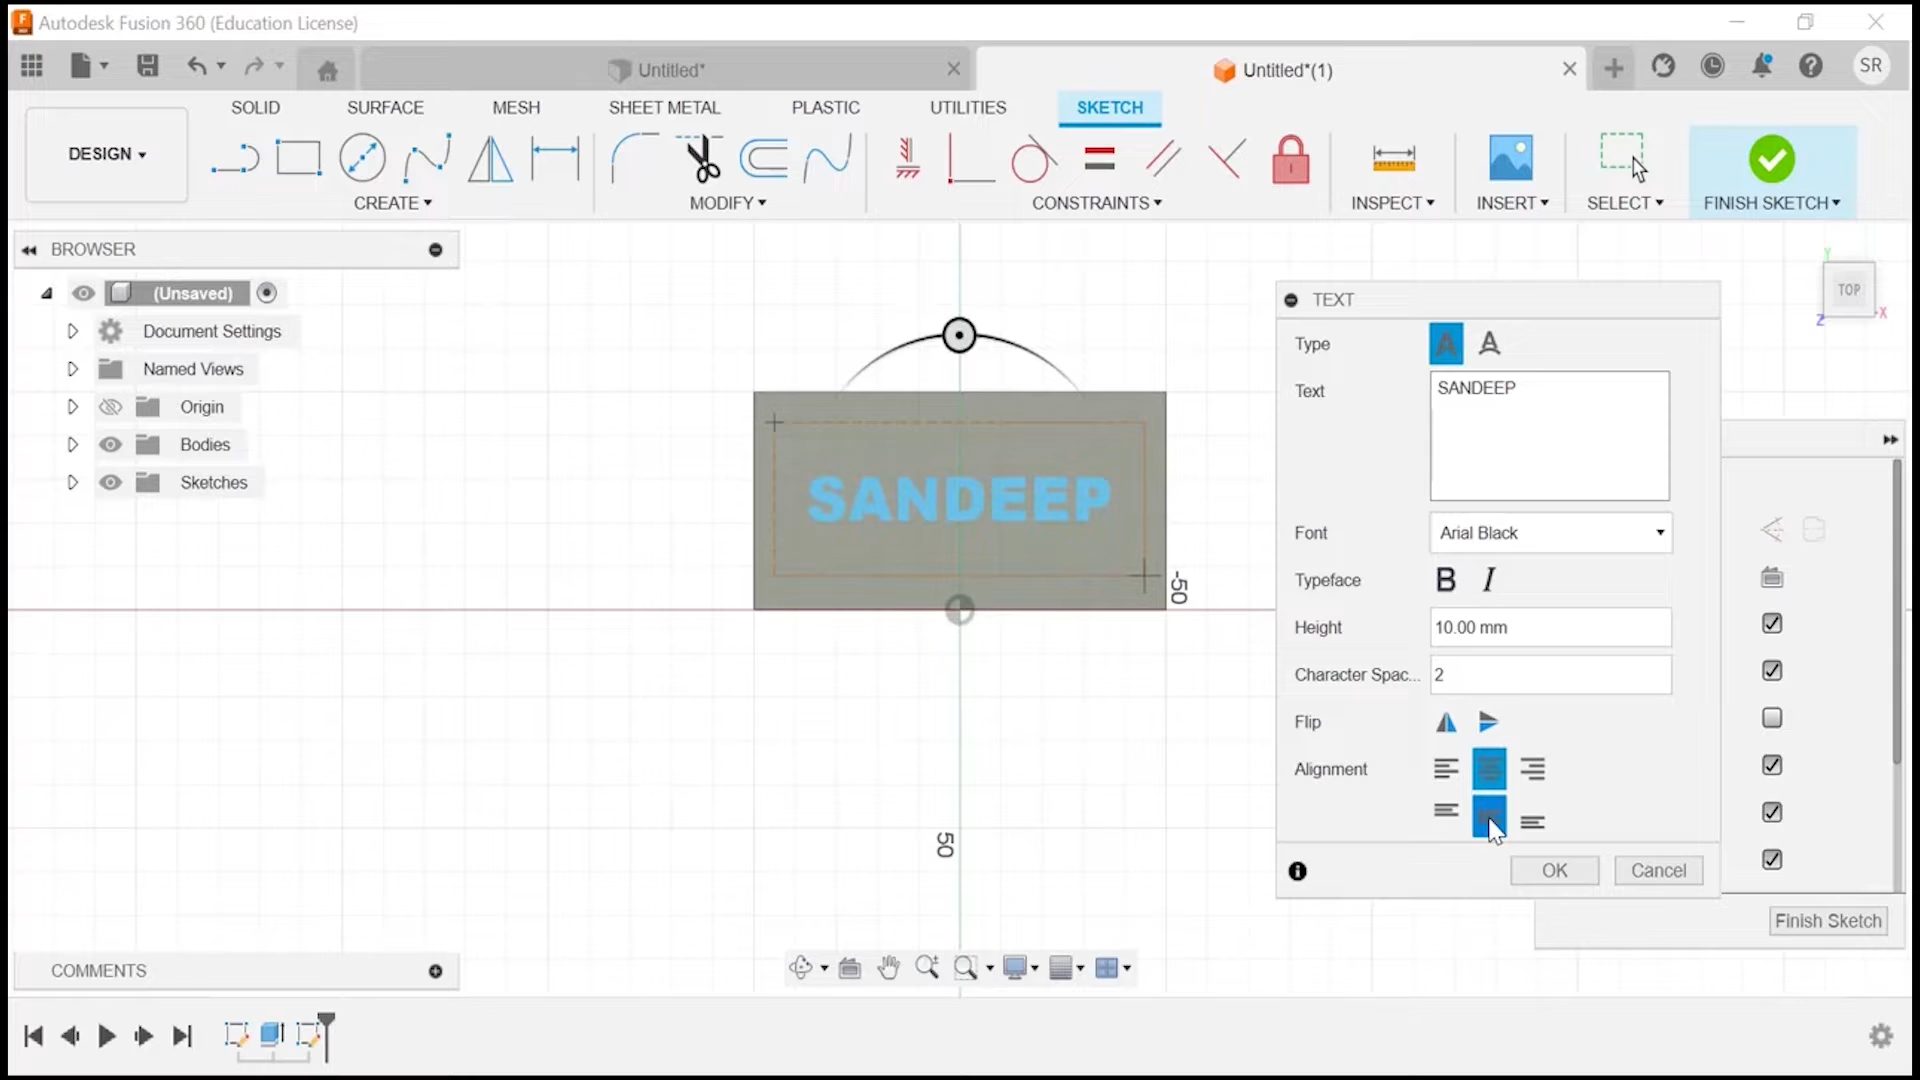 Autodesk Fusion 360 (Education License)
Untitled*
Untitled*(1)
SR
SOLID SURFACE MESH SHEET METAL PLASTIC UTILITIES SKETCH
DESIGN
CREATE MODIFY CONSTRAINTS INSPECT INSERT SELECT FINISH SKETCH
BROWSER
(Unsaved)
Document Settings
Named Views
Origin
Bodies
Sketches
SANDEEP
-50
50
Y
TOP
X
Z
TEXT
Type
Text SANDEEP
Font Arial Black
Typeface B I
Height 10.00 mm
Character Spac... 2
Flip
Alignment
OK Cancel
Finish Sketch
COMMENTS